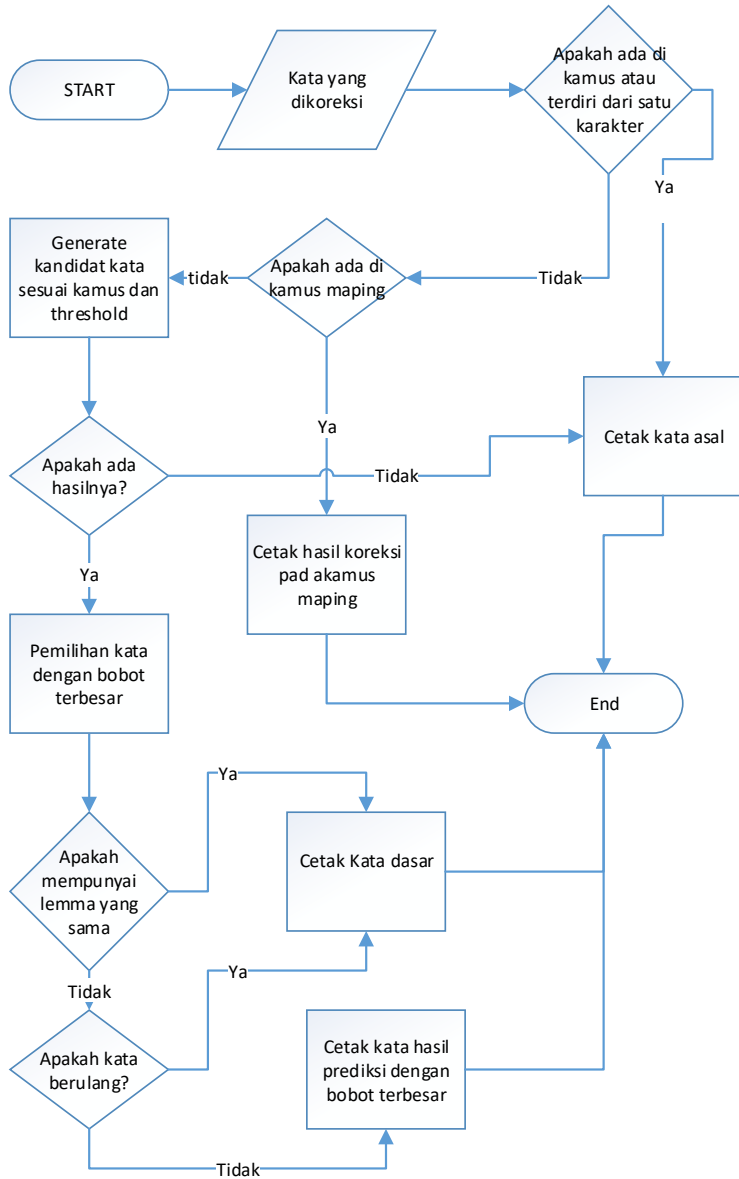 START
Kata yang
dikoreksi
Apakah ada di
kamus atau
terdiri dari satu
karakter
Ya
Tidak
Apakah ada di
kamus maping
tidak
Generate
kandidat kata
sesuai kamus dan
threshold
Ya
Cetak kata asal
Apakah ada
hasilnya?
Tidak
Cetak hasil koreksi
pad akamus
maping
Ya
Pemilihan kata
dengan bobot
terbesar
End
Ya
Apakah
mempunyai
lemma yang
sama
Cetak Kata dasar
Ya
Tidak
Apakah kata
berulang?
Cetak kata hasil
prediksi dengan
bobot terbesar
Tidak